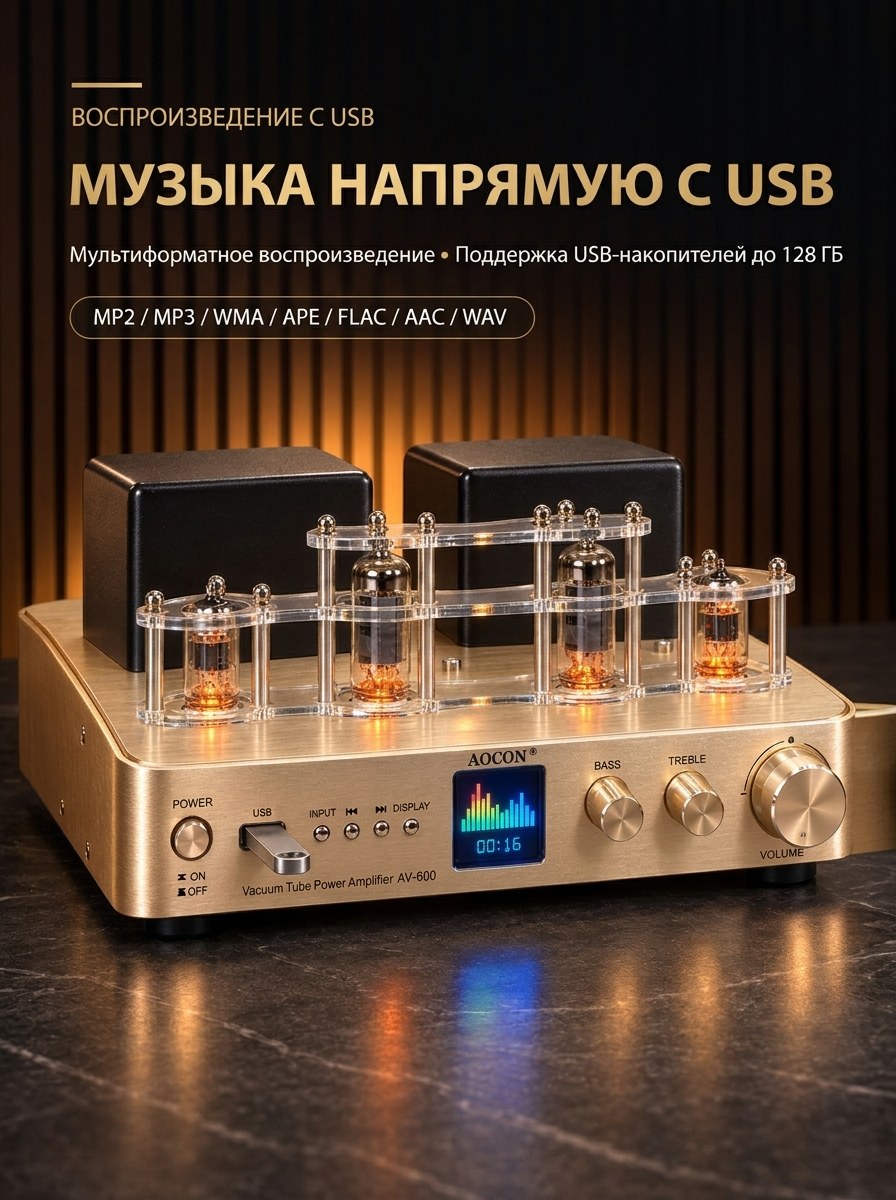 ВОСПРОИЗВЕДЕНИЕ С USB
МУЗЫКА НАПРЯМУЮ С USB
Мультиформатное воспроизведение • Поддержка USB-накопителей до 128 ГБ
MP2 / MP3 / WMA / APE / FLAC / AAC / WAV
AOCON®
POWER
USB
INPUT
DISPLAY
BASS
TREBLE
00:16
ON
OFF
Vacuum Tube Power Amplifier AV-600
VOLUME